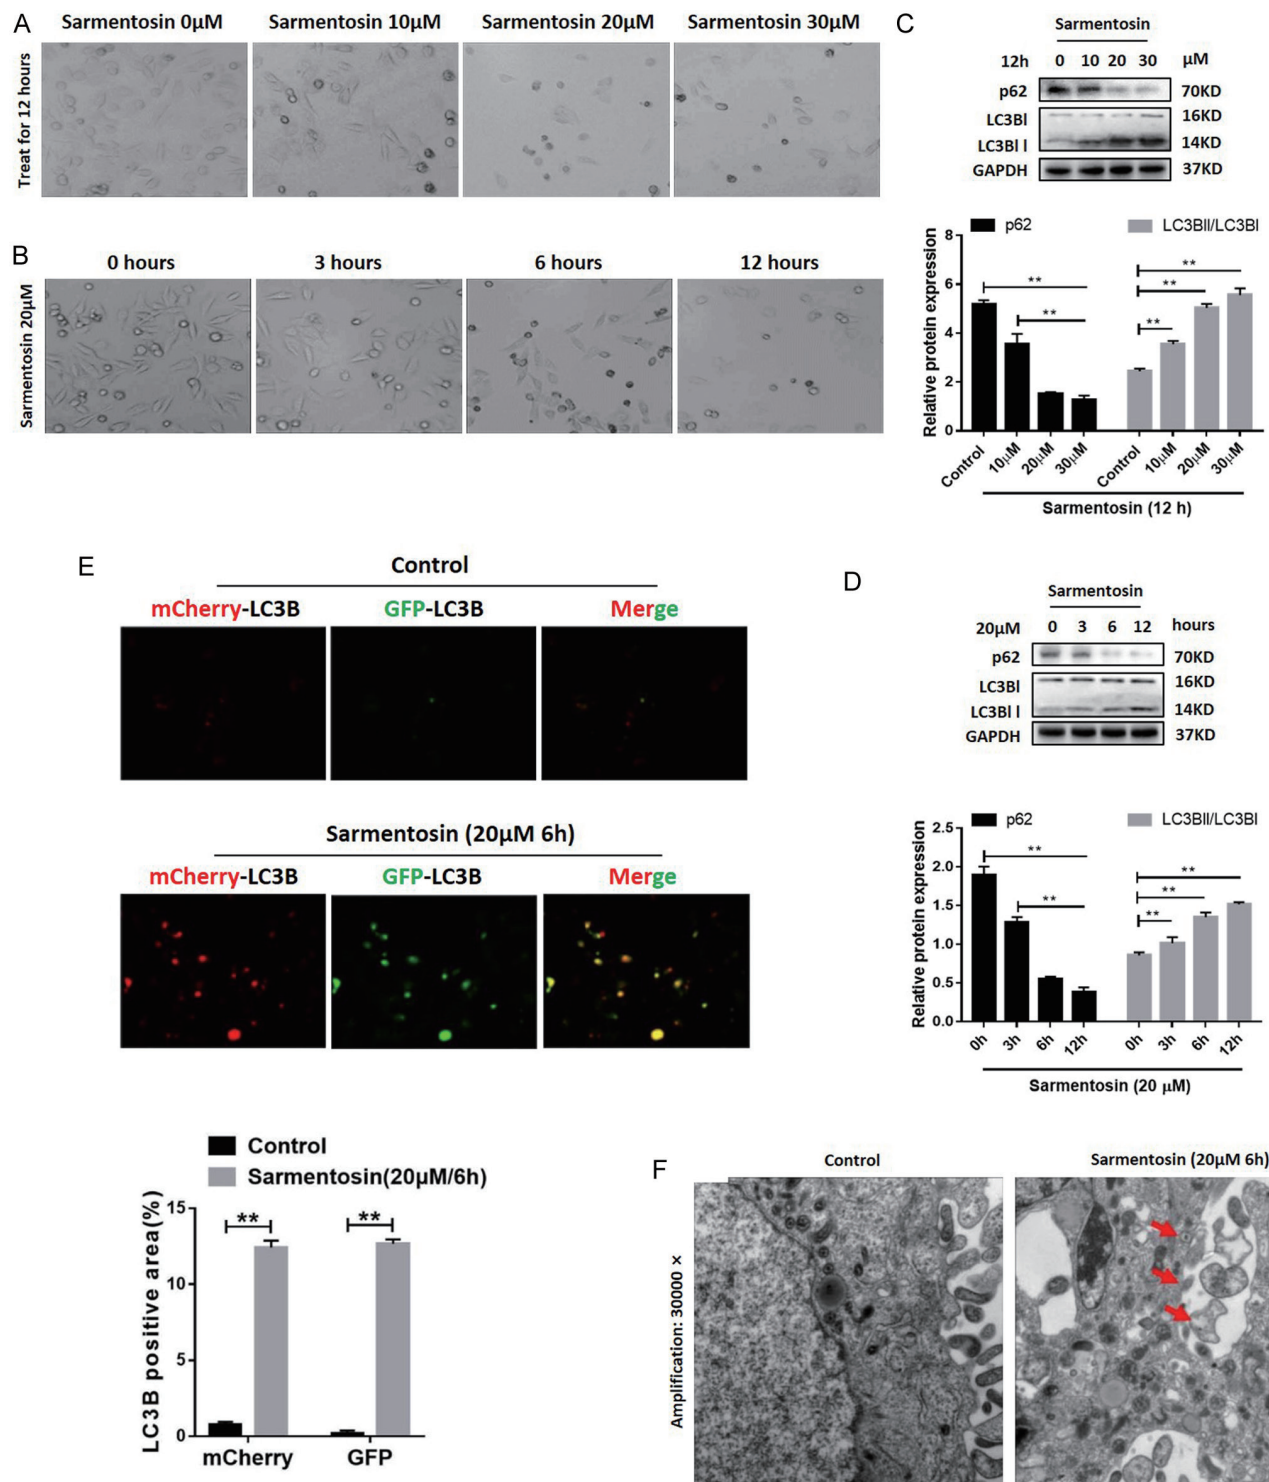 A
Sarmentosin 0μM Sarmentosin 10μM Sarmentosin 20μM Sarmentosin 30μM
Treat for 12 hours
B
0 hours 3 hours 6 hours 12 hours
Sarmentosin 20μM
C
Sarmentosin
12h 0 10 20 30 μM
p62 70KD
LC3BI 16KD
LC3BI I 14KD
GAPDH 37KD
p62 LC3BII/LC3BI
Relative protein expression
8
6
4
2
0
Control 10μM 20μM 30μM Control 10μM 20μM 30μM
Sarmentosin (12 h)
D
Sarmentosin
20μM 0 3 6 12 hours
p62 70KD
LC3BI 16KD
LC3BI I 14KD
GAPDH 37KD
p62 LC3BII/LC3BI
Relative protein expression
2.5
2.0
1.5
1.0
0.5
0.0
** ** ** ** **
0h 3h 6h 12h 0h 3h 6h 12h
Sarmentosin (20 μM)
E
Control
mCherry-LC3B GFP-LC3B Merge
Sarmentosin (20μM 6h)
mCherry-LC3B GFP-LC3B Merge
Control
Sarmentosin(20μM/6h)
LC3B positive area(%)
15
10
5
0
** **
mCherry GFP
F
Control Sarmentosin (20μM 6h)
Amplification: 30000 ×